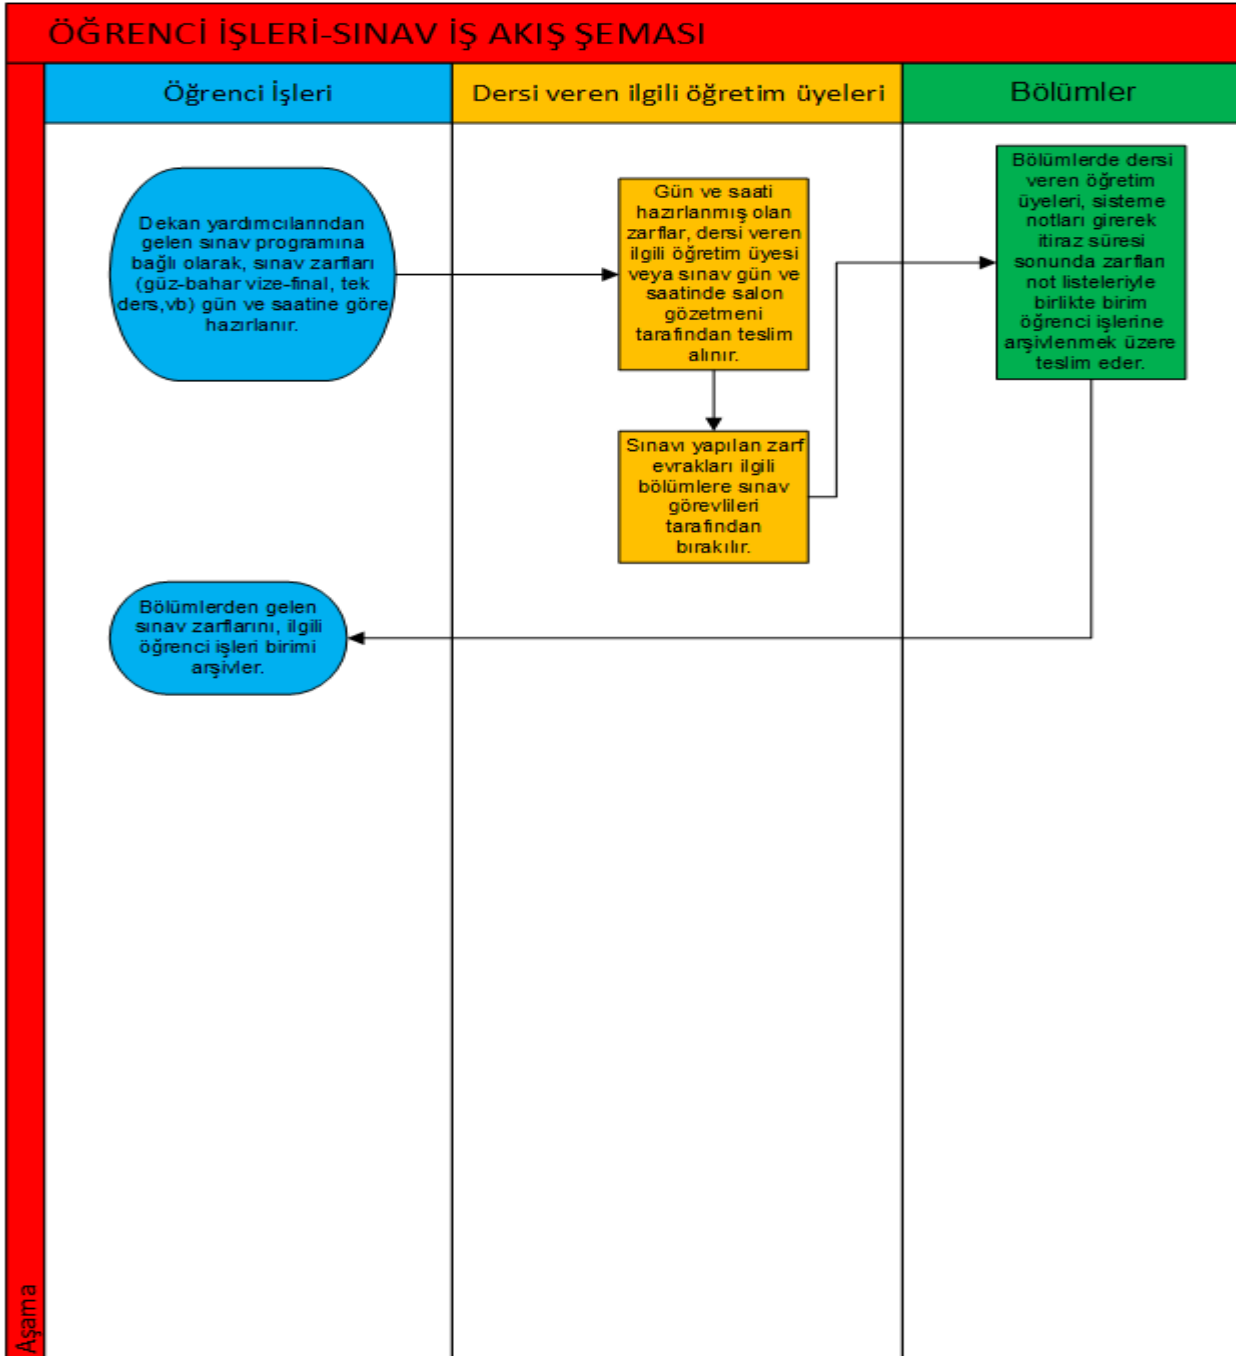 ÖĞRENCİ İŞLERİ-SINAV İŞ AKIŞ ŞEMASI
Öğrenci İşleri
Dersi veren ilgili öğretim üyeleri
Bölümler
Dekan yardımcılarından
gelen sınav programına
bağlı olarak, sınav zarfları
(güz-bahar vize-final, tek
ders,vb) gün ve saatine göre
hazırlanır.
Gün ve saati
hazırlanmış olan
zarflar, dersi veren
ilgili öğretim üyesi
veya sınav gün ve
saatinde salon
gözetmeni
tarafından teslim
alınır.
Sınavı yapılan zarf
evrakları ilgili
bölümlere sınav
görevlileri
tarafından
bırakılır.
Bölümlerde dersi
veren öğretim
üyeleri, sisteme
notları girerek
itiraz süresi
sonunda zarfları
not listeleriyle
birlikte birim
öğrenci işlerine
arşivlenmek üzere
teslim eder.
Bölümlerden gelen
sınav zarflarını, ilgili
öğrenci işleri birimi
arşivler.
Aşama